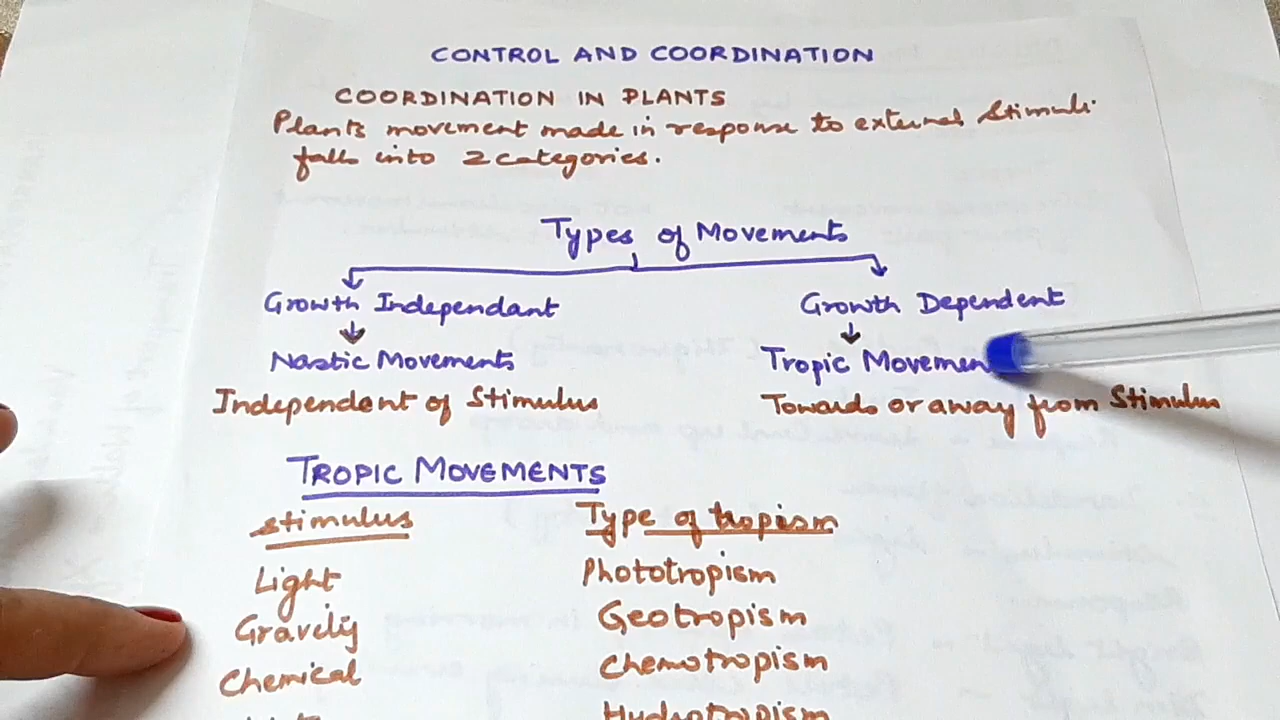 CONTROL AND COORDINATION
COORDINATION IN PLANTS
Plants movement made in response to external Stimuli
falls into 2 categories.
Types of Movements
Growth Independant
Growth Dependent
Nastic Movements
Tropic Movemen
Independent of Stimulus
Towards or away from Stimulus
TROPIC MOVEMENTS
Stimulus
Type of tropism
Light
Phototropism
Gravity
Geotropism
Chemical
Chemotropism
Hydrotropism